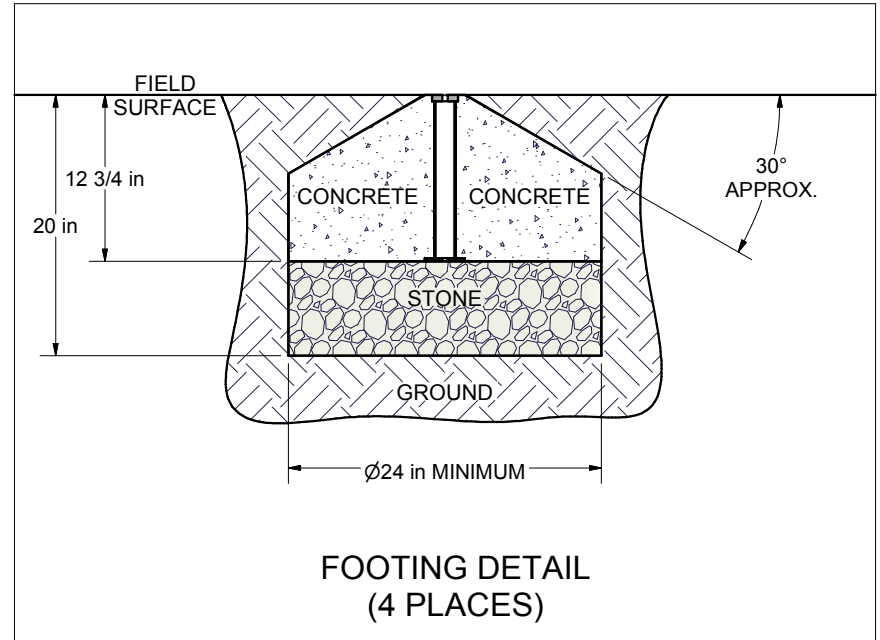 FIELD
SURFACE
12 3/4 in
20 in
CONCRETE
CONCRETE
30°
APPROX.
STONE
GROUND
Ø24 in MINIMUM
FOOTING DETAIL
(4 PLACES)